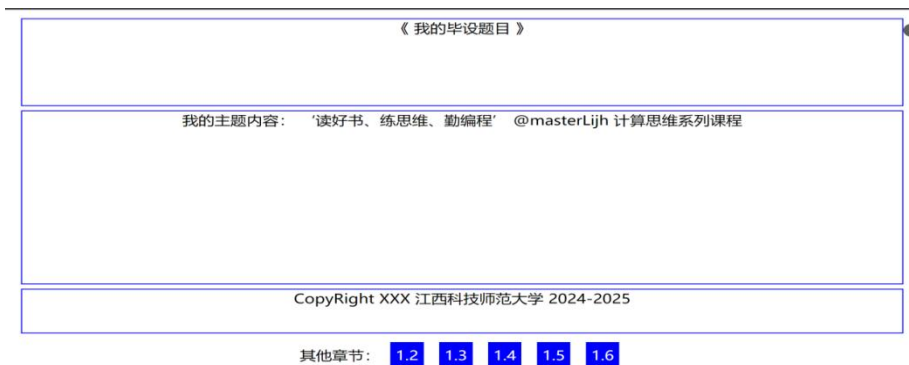 《 我的毕设题目 》
我的主题内容： ‘读好书、练思维、勤编程’ @masterLijh 计算思维系列课程
CopyRight XXX 江西科技师范大学 2024-2025
其他章节： 1.2 1.3 1.4 1.5 1.6